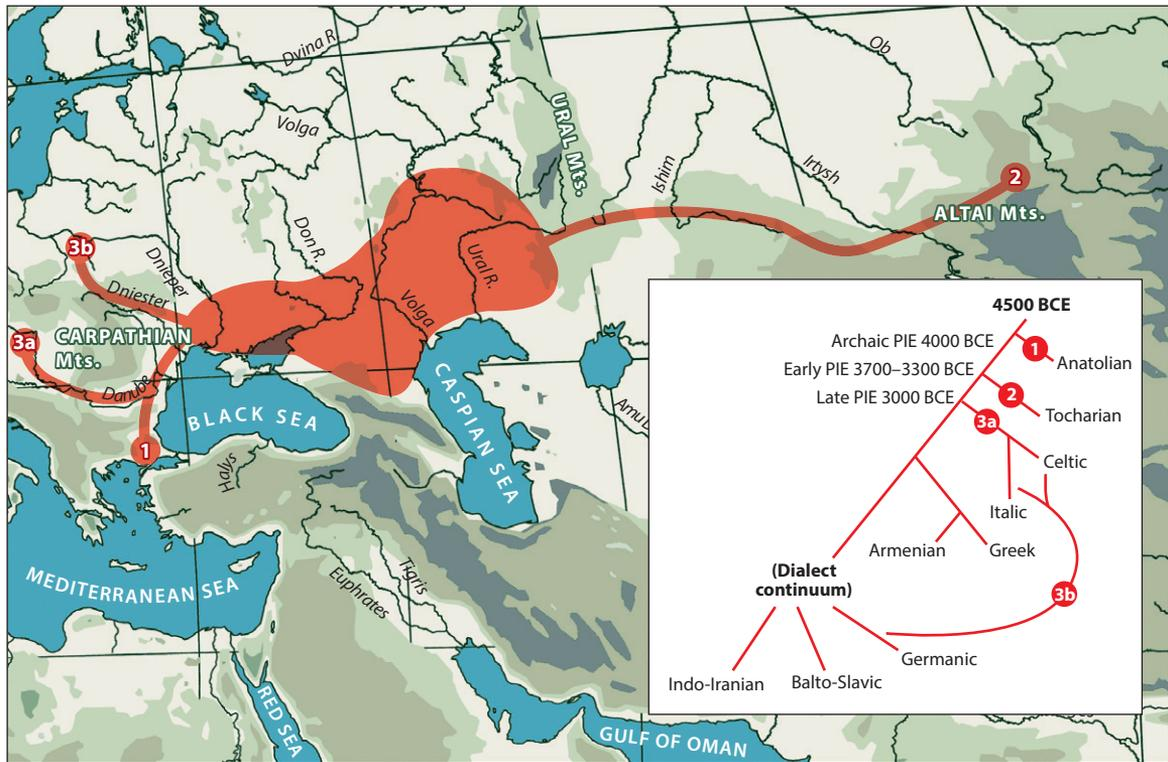 Dvina R.
Ob
Volga
URAL Mts.
Ishim
Irtysh
2
ALTAI Mts.
3b
Dnieper
Don R.
Ural R.
Dniester
Volga
3a
CARPATHIAN
Mts.
Danube
BLACK SEA
CASPIAN SEA
1
Halys
MEDITERRANEAN SEA
Tigris
Euphrates
RED SEA
GULF OF OMAN
4500 BCE
Archaic PIE 4000 BCE
1
Anatolian
Early PIE 3700–3300 BCE
2
Late PIE 3000 BCE
Tocharian
3a
Celtic
Italic
Armenian
Greek
(Dialect
continuum)
3b
Germanic
Indo-Iranian
Balto-Slavic